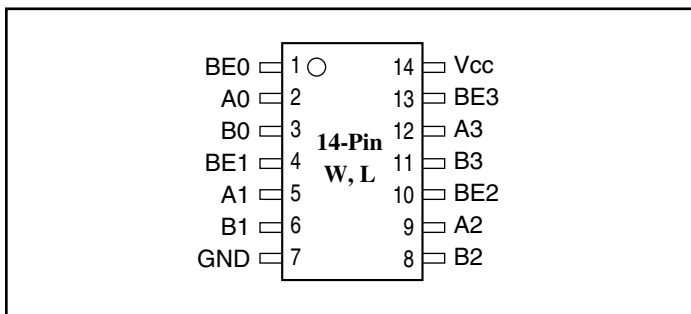 BE0 1 14 Vcc
A0 2 13 BE3
B0 3 12 A3
14-Pin
BE1 4 11 B3
W, L
A1 5 10 BE2
B1 6 9 A2
GND 7 8 B2